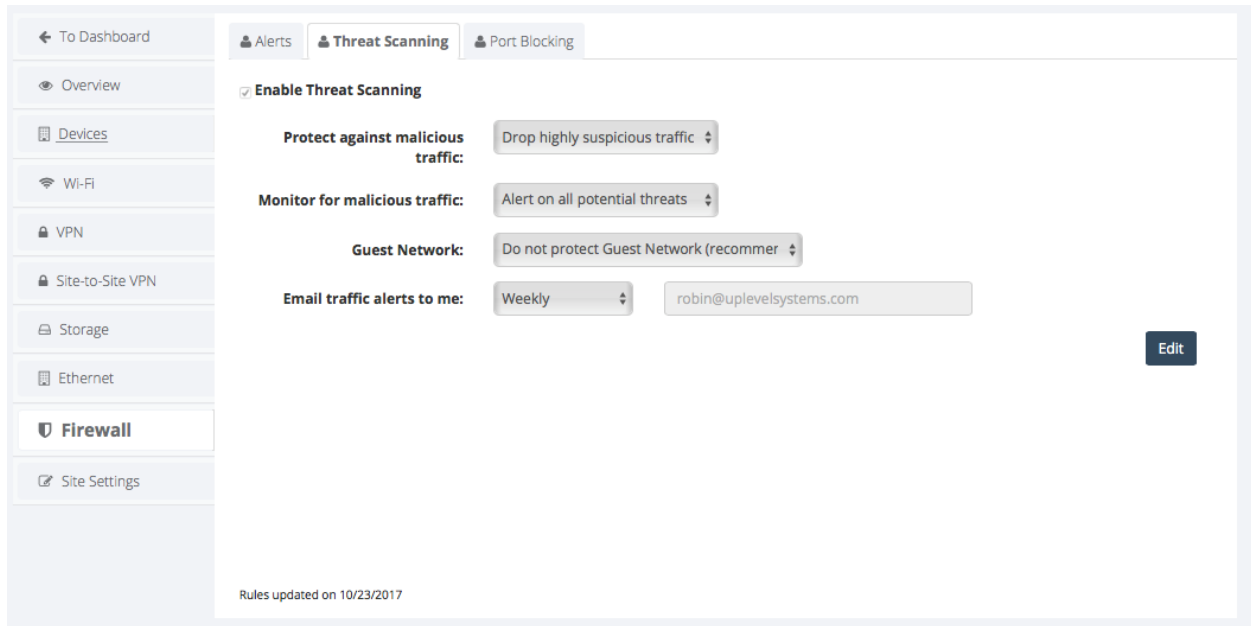 To Dashboard
Overview
Devices
Wi-Fi
VPN
Site-to-Site VPN
Storage
Ethernet
Firewall
Site Settings
Alerts Threat Scanning Port Blocking
Enable Threat Scanning
Protect against malicious
traffic: Drop highly suspicious traffic
Monitor for malicious traffic: Alert on all potential threats
Guest Network: Do not protect Guest Network (recommer
Email traffic alerts to me: Weekly robin@uplevelsystems.com
Edit
Rules updated on 10/23/2017